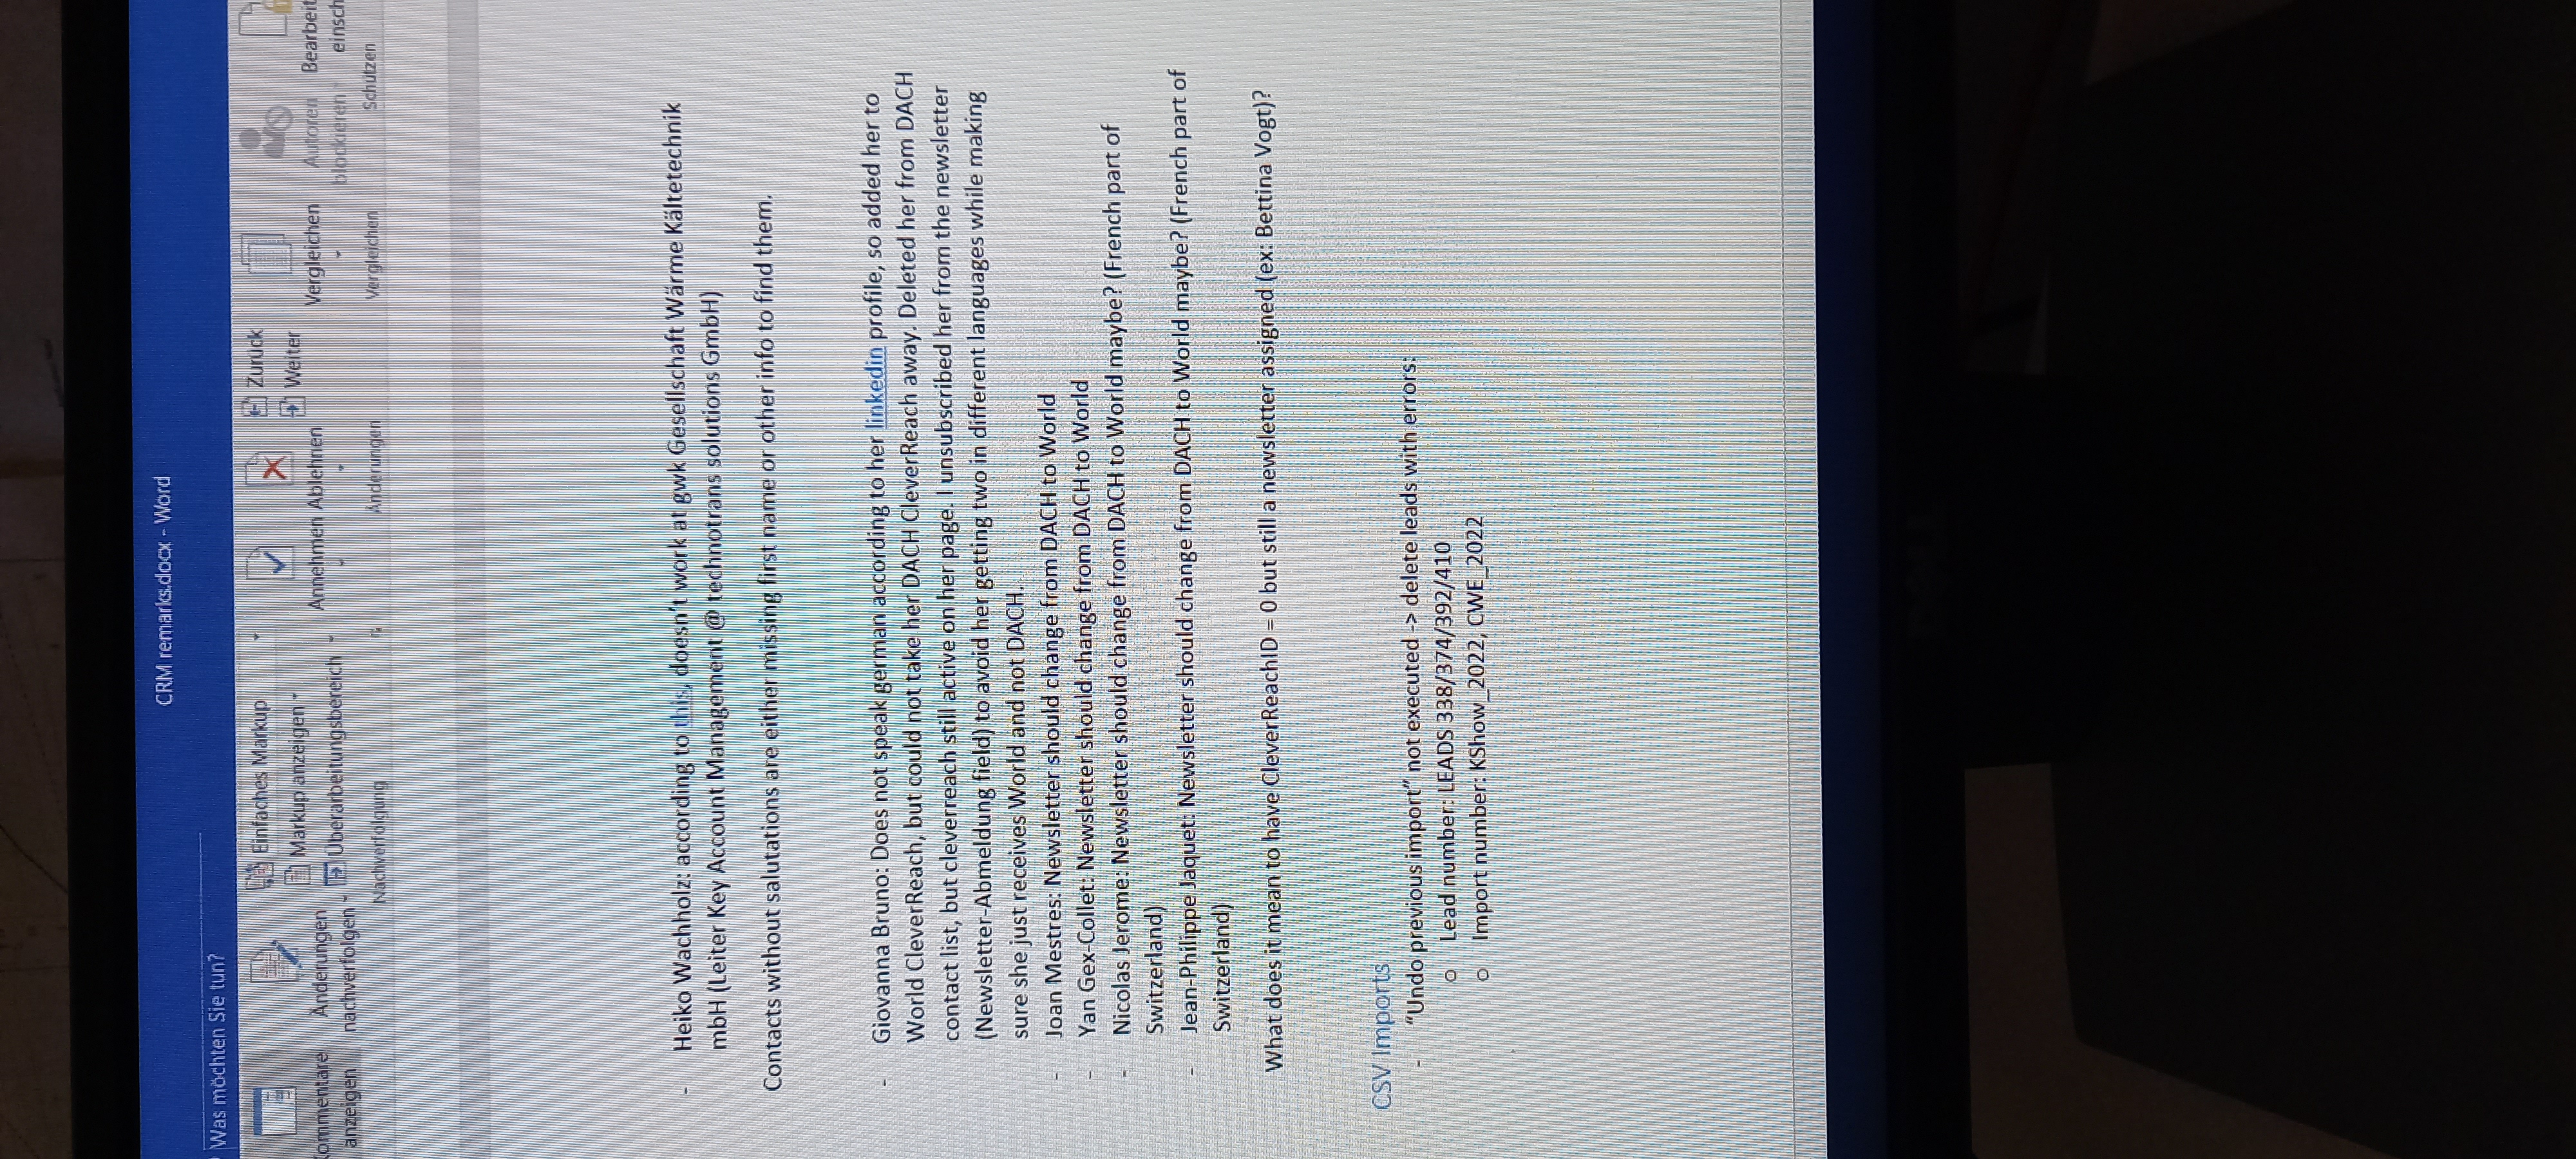 CRM remarks.docx - Word
Was möchten Sie tun?
Kommentare anzeigen
Änderungen nachverfolgen
Einfaches Markup
Markup anzeigen
Überarbeitungsbereich
Nachverfolgung
Annehmen Ablehnen
Zurück
Weiter
Änderungen
Vergleichen
Vergleichen
Autoren blockieren
Bearbeit
einsch
Schützen
- Heiko Wachholz: according to this, doesn't work at gwk Gesellschaft Wärme Kältetechnik
mbH (Leiter Key Account Management @ technotrans solutions GmbH)
Contacts without salutations are either missing first name or other info to find them.
- Giovanna Bruno: Does not speak german according to her linkedin profile, so added her to
World CleverReach, but could not take her DACH CleverReach away. Deleted her from DACH
contact list, but cleverreach still active on her page. I unsubscribed her from the newsletter
(Newsletter-Abmeldung field) to avoid her getting two in different languages while making
sure she just receives World and not DACH.
- Joan Mestres: Newsletter should change from DACH to World
- Yan Gex-Collet: Newsletter should change from DACH to World
- Nicolas Jerome: Newsletter should change from DACH to World maybe? (French part of
Switzerland)
- Jean-Philippe Jaquet: Newsletter should change from DACH to World maybe? (French part of
Switzerland)
What does it mean to have CleverReachID = 0 but still a newsletter assigned (ex: Bettina Vogt)?
CSV Imports
- "Undo previous import" not executed -> delete leads with errors:
o Lead number: LEADS 338/374/392/410
o Import number: KShow_2022, CWE_2022